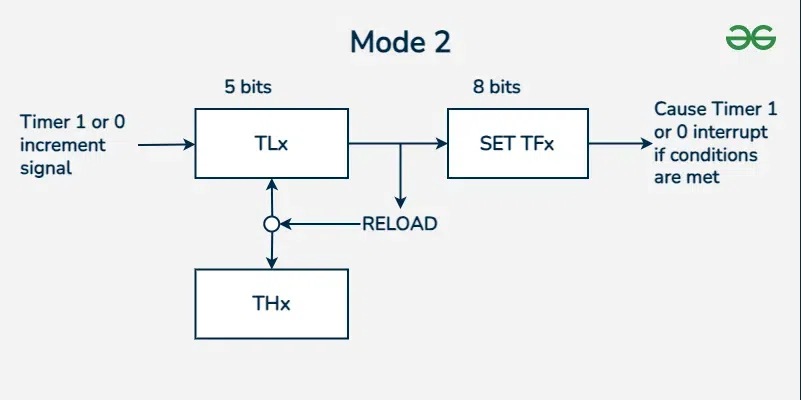 Mode 2
5 bits
8 bits
Timer 1 or 0
increment
signal
TLx
SET TFx
Cause Timer 1
or 0 interrupt
if conditions
are met
RELOAD
THx